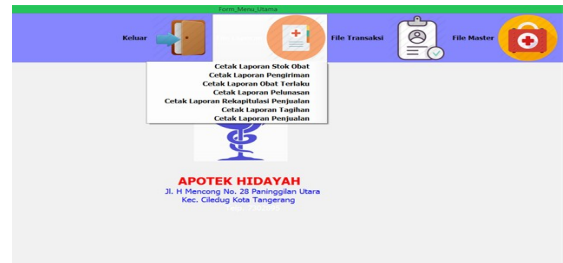 Form_Menu_Utama
Keluar
File Transaksi
File Master
Cetak Laporan Stok Obat
Cetak Laporan Pengiriman
Cetak Laporan Obat Terlaku
Cetak Laporan Pelunasan
Cetak Laporan Rekapitulasi Penjualan
Cetak Laporan Tagihan
Cetak Laporan Penjualan
APOTEK HIDAYAH
Jl. H Mencong No. 28 Paninggilan Utara
Kec. Ciledug Kota Tangerang